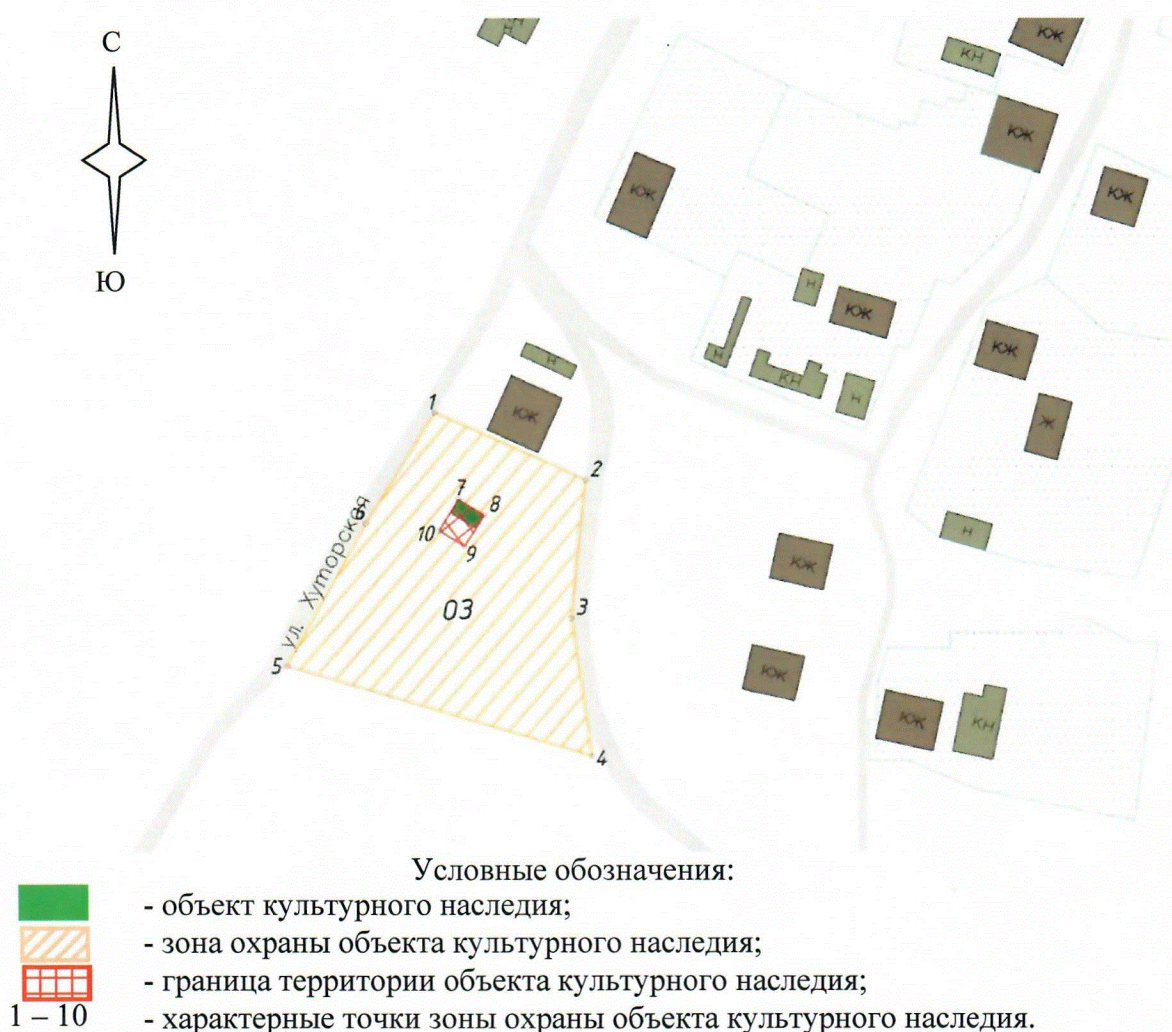 С
Ю
Н
КН
КЖ
КН
КЖ
КЖ
КЖ
Н
КЖ
Н
КН
Н
КЖ
Ж
Н
КЖ
1
2
7
8
6
10
9
ул. Хуторская
ОЗ
3
5
4
Н
КЖ
КЖ
КЖ
КН
Условные обозначения:
- объект культурного наследия;
- зона охраны объекта культурного наследия;
- граница территории объекта культурного наследия;
1 – 10 - характерные точки зоны охраны объекта культурного наследия.